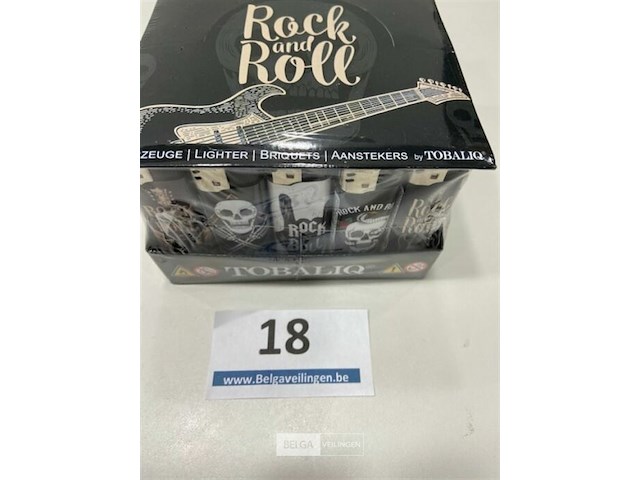 Rock
and
Roll
ZEUGE | LIGHTER | BRIQUETS | AANSTEKERS by TOBALIQ
ROCK
ROCK AND RO
Rock
TOBALIQ
18
www.Belgaveilingen.be
BELGA VEILINGEN